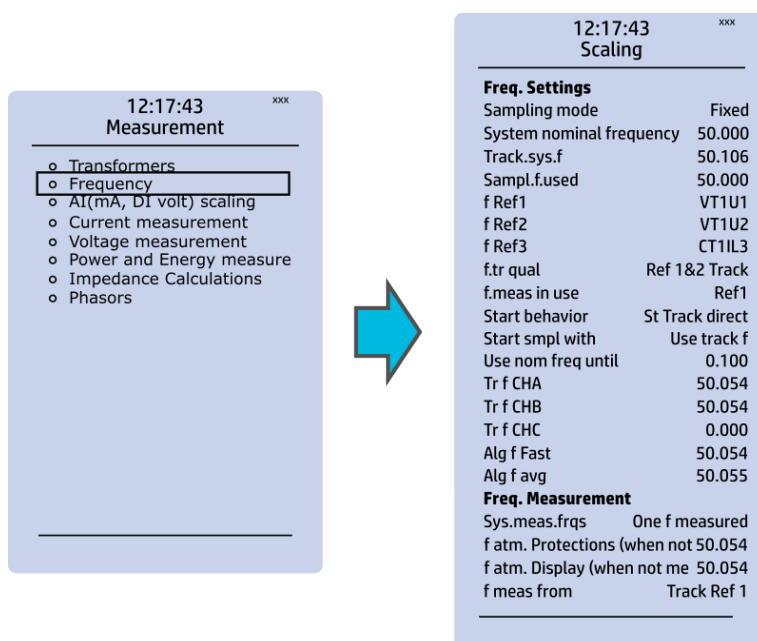 12:17:43 xxx
Measurement
Transformers
Frequency
AI(mA, DI volt) scaling
Current measurement
Voltage measurement
Power and Energy measure
Impedance Calculations
Phasors
12:17:43 xxx
Scaling
Freq. Settings
Sampling mode Fixed
System nominal frequency 50.000
Track.sys.f 50.106
Sampl.f.used 50.000
f Ref1 VT1U1
f Ref2 VT1U2
f Ref3 CT1IL3
f.tr qual Ref 1&2 Track
f.meas in use Ref1
Start behavior St Track direct
Start smpl with Use track f
Use nom freq until 0.100
Tr f CHA 50.054
Tr f CHB 50.054
Tr f CHC 0.000
Alg f Fast 50.054
Alg f avg 50.055
Freq. Measurement
Sys.meas.frqs One f measured
f atm. Protections (when not 50.054
f atm. Display (when not me 50.054
f meas from Track Ref 1